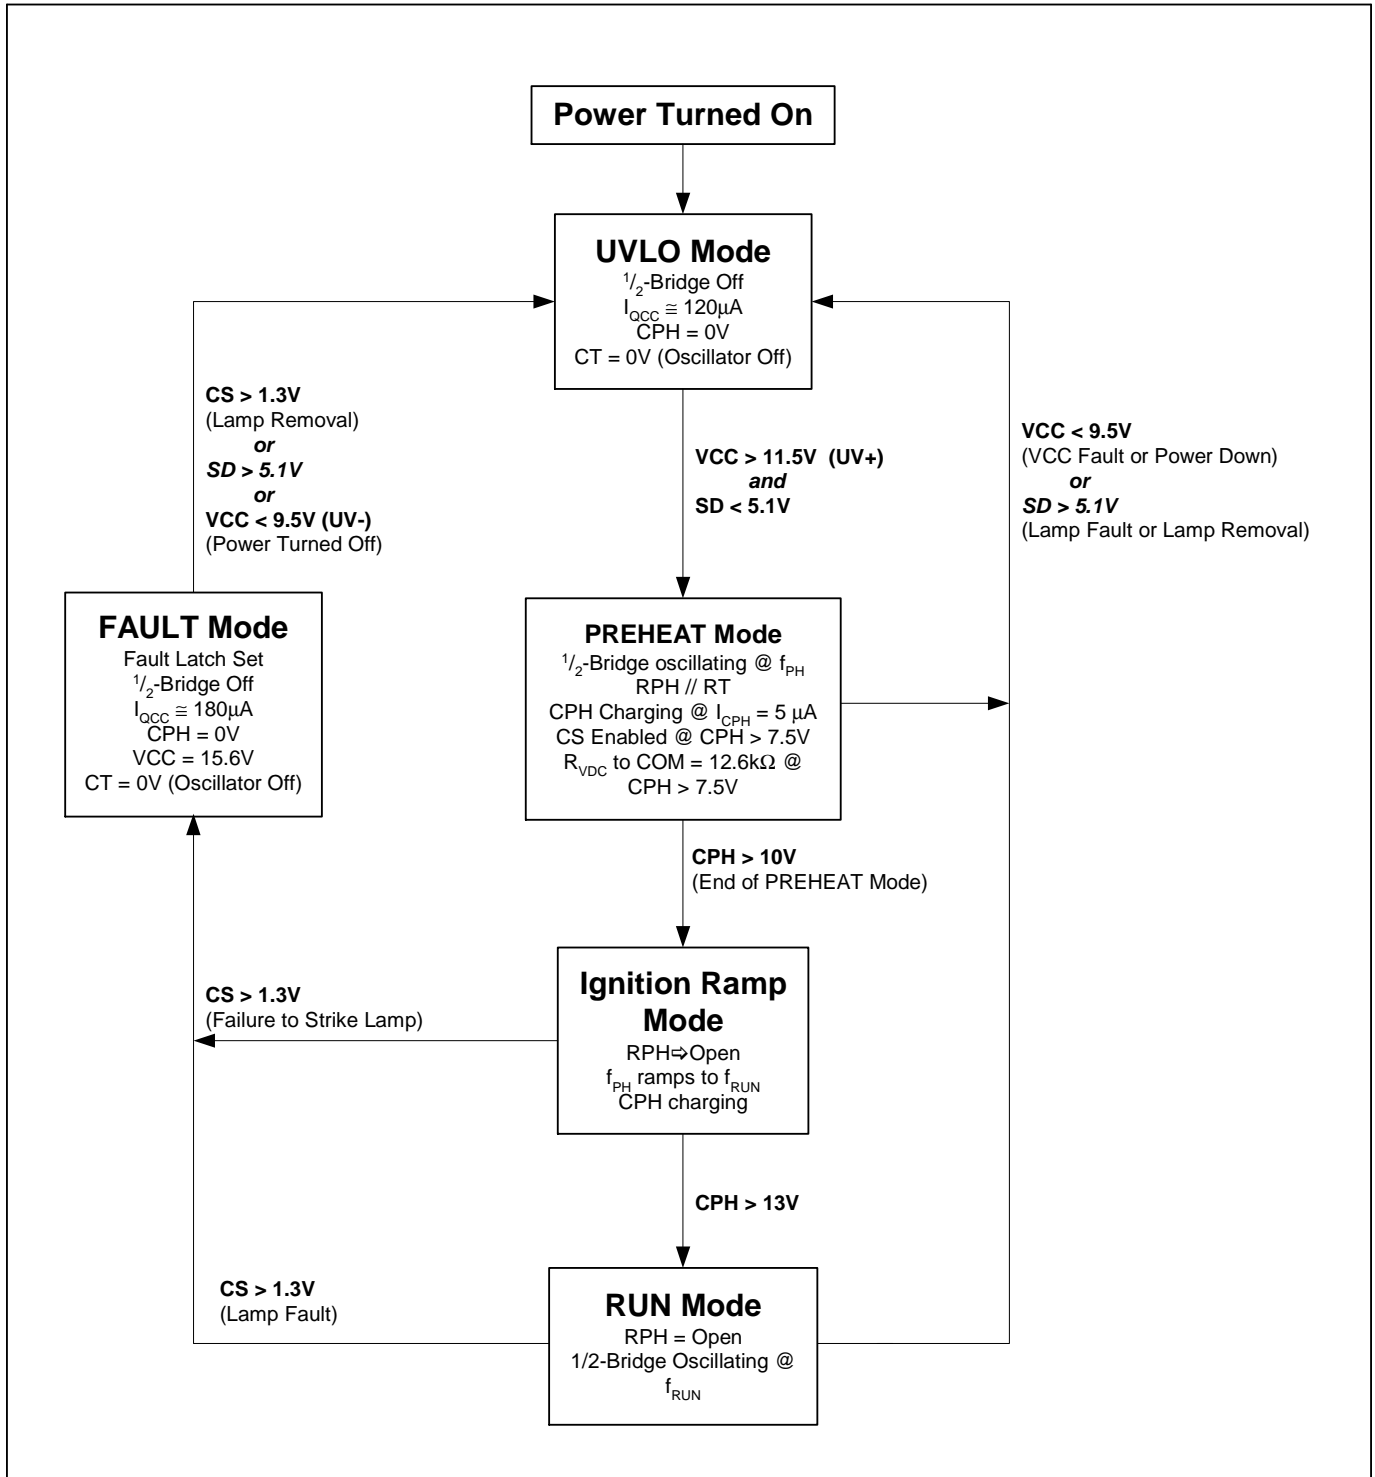 Power Turned On
UVLO Mode
1/2-Bridge Off
IQCC ≅ 120µA
CPH = 0V
CT = 0V (Oscillator Off)
CS > 1.3V
(Lamp Removal)
or
SD > 5.1V
or
VCC < 9.5V (UV-)
(Power Turned Off)
VCC > 11.5V (UV+)
and
SD < 5.1V
VCC < 9.5V
(VCC Fault or Power Down)
or
SD > 5.1V
(Lamp Fault or Lamp Removal)
FAULT Mode
Fault Latch Set
1/2-Bridge Off
IQCC ≅ 180µA
CPH = 0V
VCC = 15.6V
CT = 0V (Oscillator Off)
PREHEAT Mode
1/2-Bridge oscillating @ fPH
RPH // RT
CPH Charging @ ICPH = 5 µA
CS Enabled @ CPH > 7.5V
RVDC to COM = 12.6kΩ @
CPH > 7.5V
CPH > 10V
(End of PREHEAT Mode)
CS > 1.3V
(Failure to Strike Lamp)
Ignition Ramp
Mode
RPH⇨Open
fPH ramps to fRUN
CPH charging
CPH > 13V
CS > 1.3V
(Lamp Fault)
RUN Mode
RPH = Open
1/2-Bridge Oscillating @
fRUN